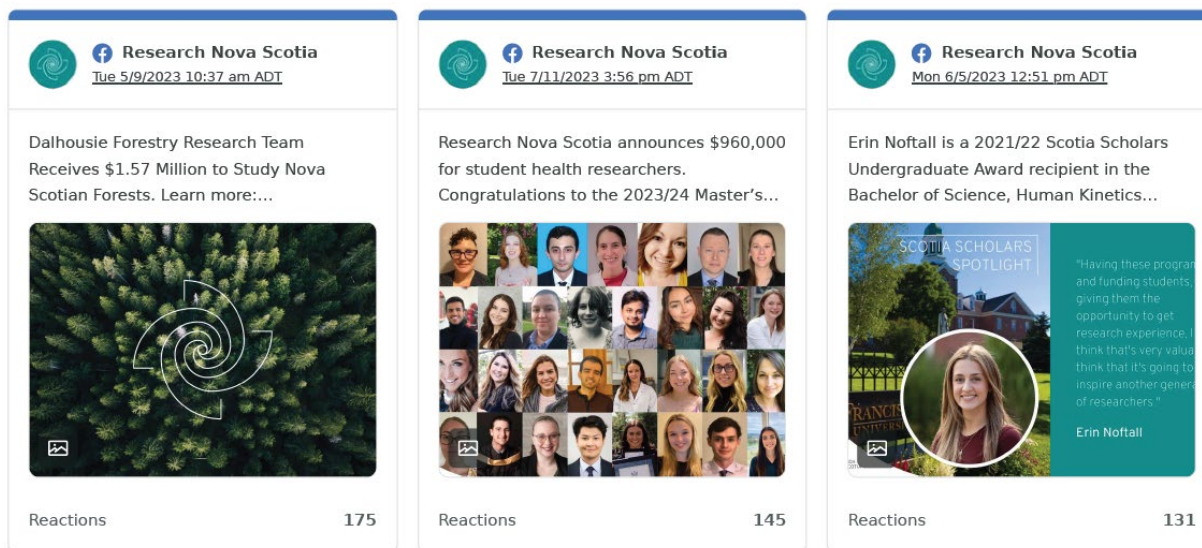 Research Nova Scotia
Tue 5/9/2023 10:37 am ADT
Dalhousie Forestry Research Team
Receives $1.57 Million to Study Nova
Scotian Forests. Learn more:...
Reactions 175
Research Nova Scotia
Tue 7/11/2023 3:56 pm ADT
Research Nova Scotia announces $960,000
for student health researchers.
Congratulations to the 2023/24 Master’s...
Reactions 145
Research Nova Scotia
Mon 6/5/2023 12:51 pm ADT
Erin Noftall is a 2021/22 Scotia Scholars
Undergraduate Award recipient in the
Bachelor of Science, Human Kinetics...
SCOTIA SCHOLARS
SPOTLIGHT
"Having these program
and funding students,
giving them the
opportunity to get
research experience, I
think that's very valua
think that it's going to
inspire another genera
of researchers."
Erin Noftall
FRANCIS
UNIVERSI
Reactions 131